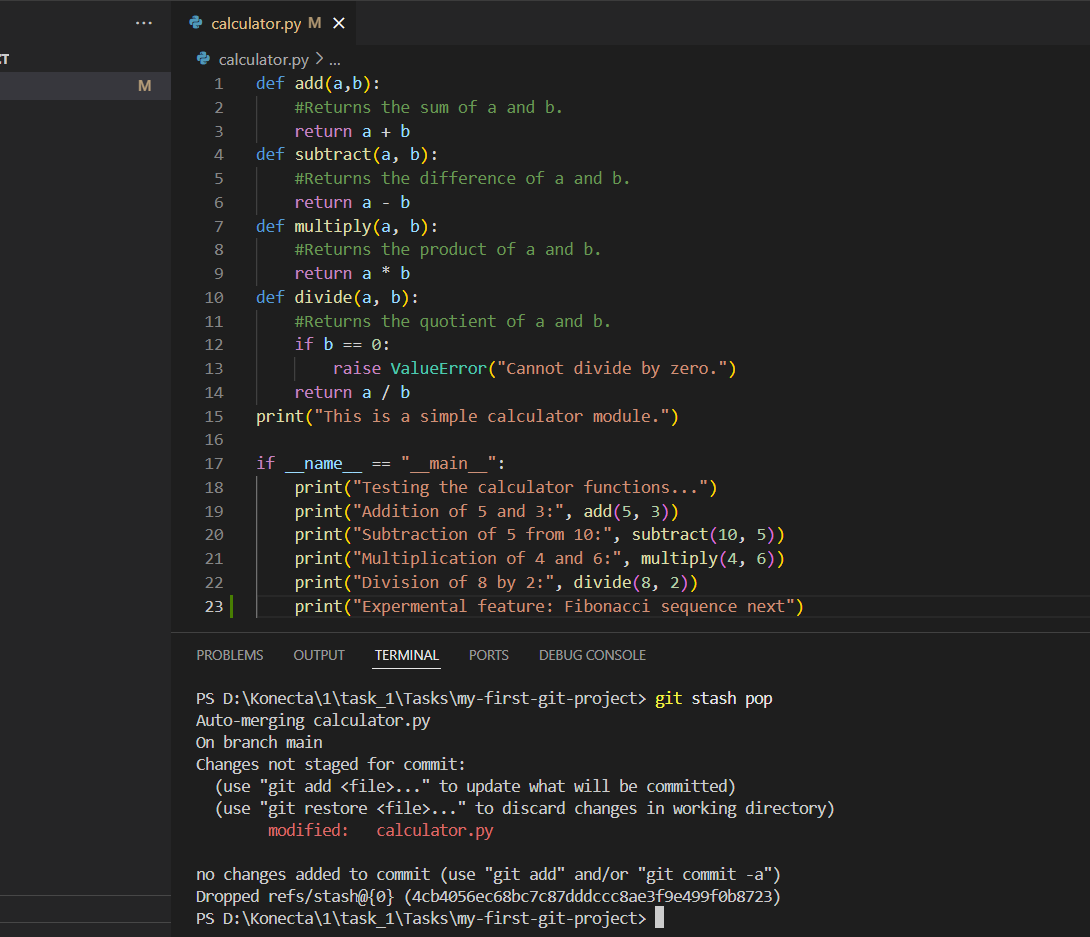 ...
calculator.py M ×
CT
calculator.py > ...
M
1 def add(a,b):
2     #Returns the sum of a and b.
3     return a + b
4 def subtract(a, b):
5     #Returns the difference of a and b.
6     return a - b
7 def multiply(a, b):
8     #Returns the product of a and b.
9     return a * b
10 def divide(a, b):
11     #Returns the quotient of a and b.
12     if b == 0:
13         raise ValueError("Cannot divide by zero.")
14     return a / b
15 print("This is a simple calculator module.")
16
17 if __name__ == "__main__":
18     print("Testing the calculator functions...")
19     print("Addition of 5 and 3:", add(5, 3))
20     print("Subtraction of 5 from 10:", subtract(10, 5))
21     print("Multiplication of 4 and 6:", multiply(4, 6))
22     print("Division of 8 by 2:", divide(8, 2))
23     print("Expermental feature: Fibonacci sequence next")
PROBLEMS OUTPUT TERMINAL PORTS DEBUG CONSOLE
PS D:\Konecta\1\task_1\Tasks\my-first-git-project> git stash pop
Auto-merging calculator.py
On branch main
Changes not staged for commit:
  (use "git add <file>..." to update what will be committed)
  (use "git restore <file>..." to discard changes in working directory)
        modified:   calculator.py

no changes added to commit (use "git add" and/or "git commit -a")
Dropped refs/stash@{0} (4cb4056ec68bc7c87dddccc8ae3f9e499f0b8723)
PS D:\Konecta\1\task_1\Tasks\my-first-git-project>